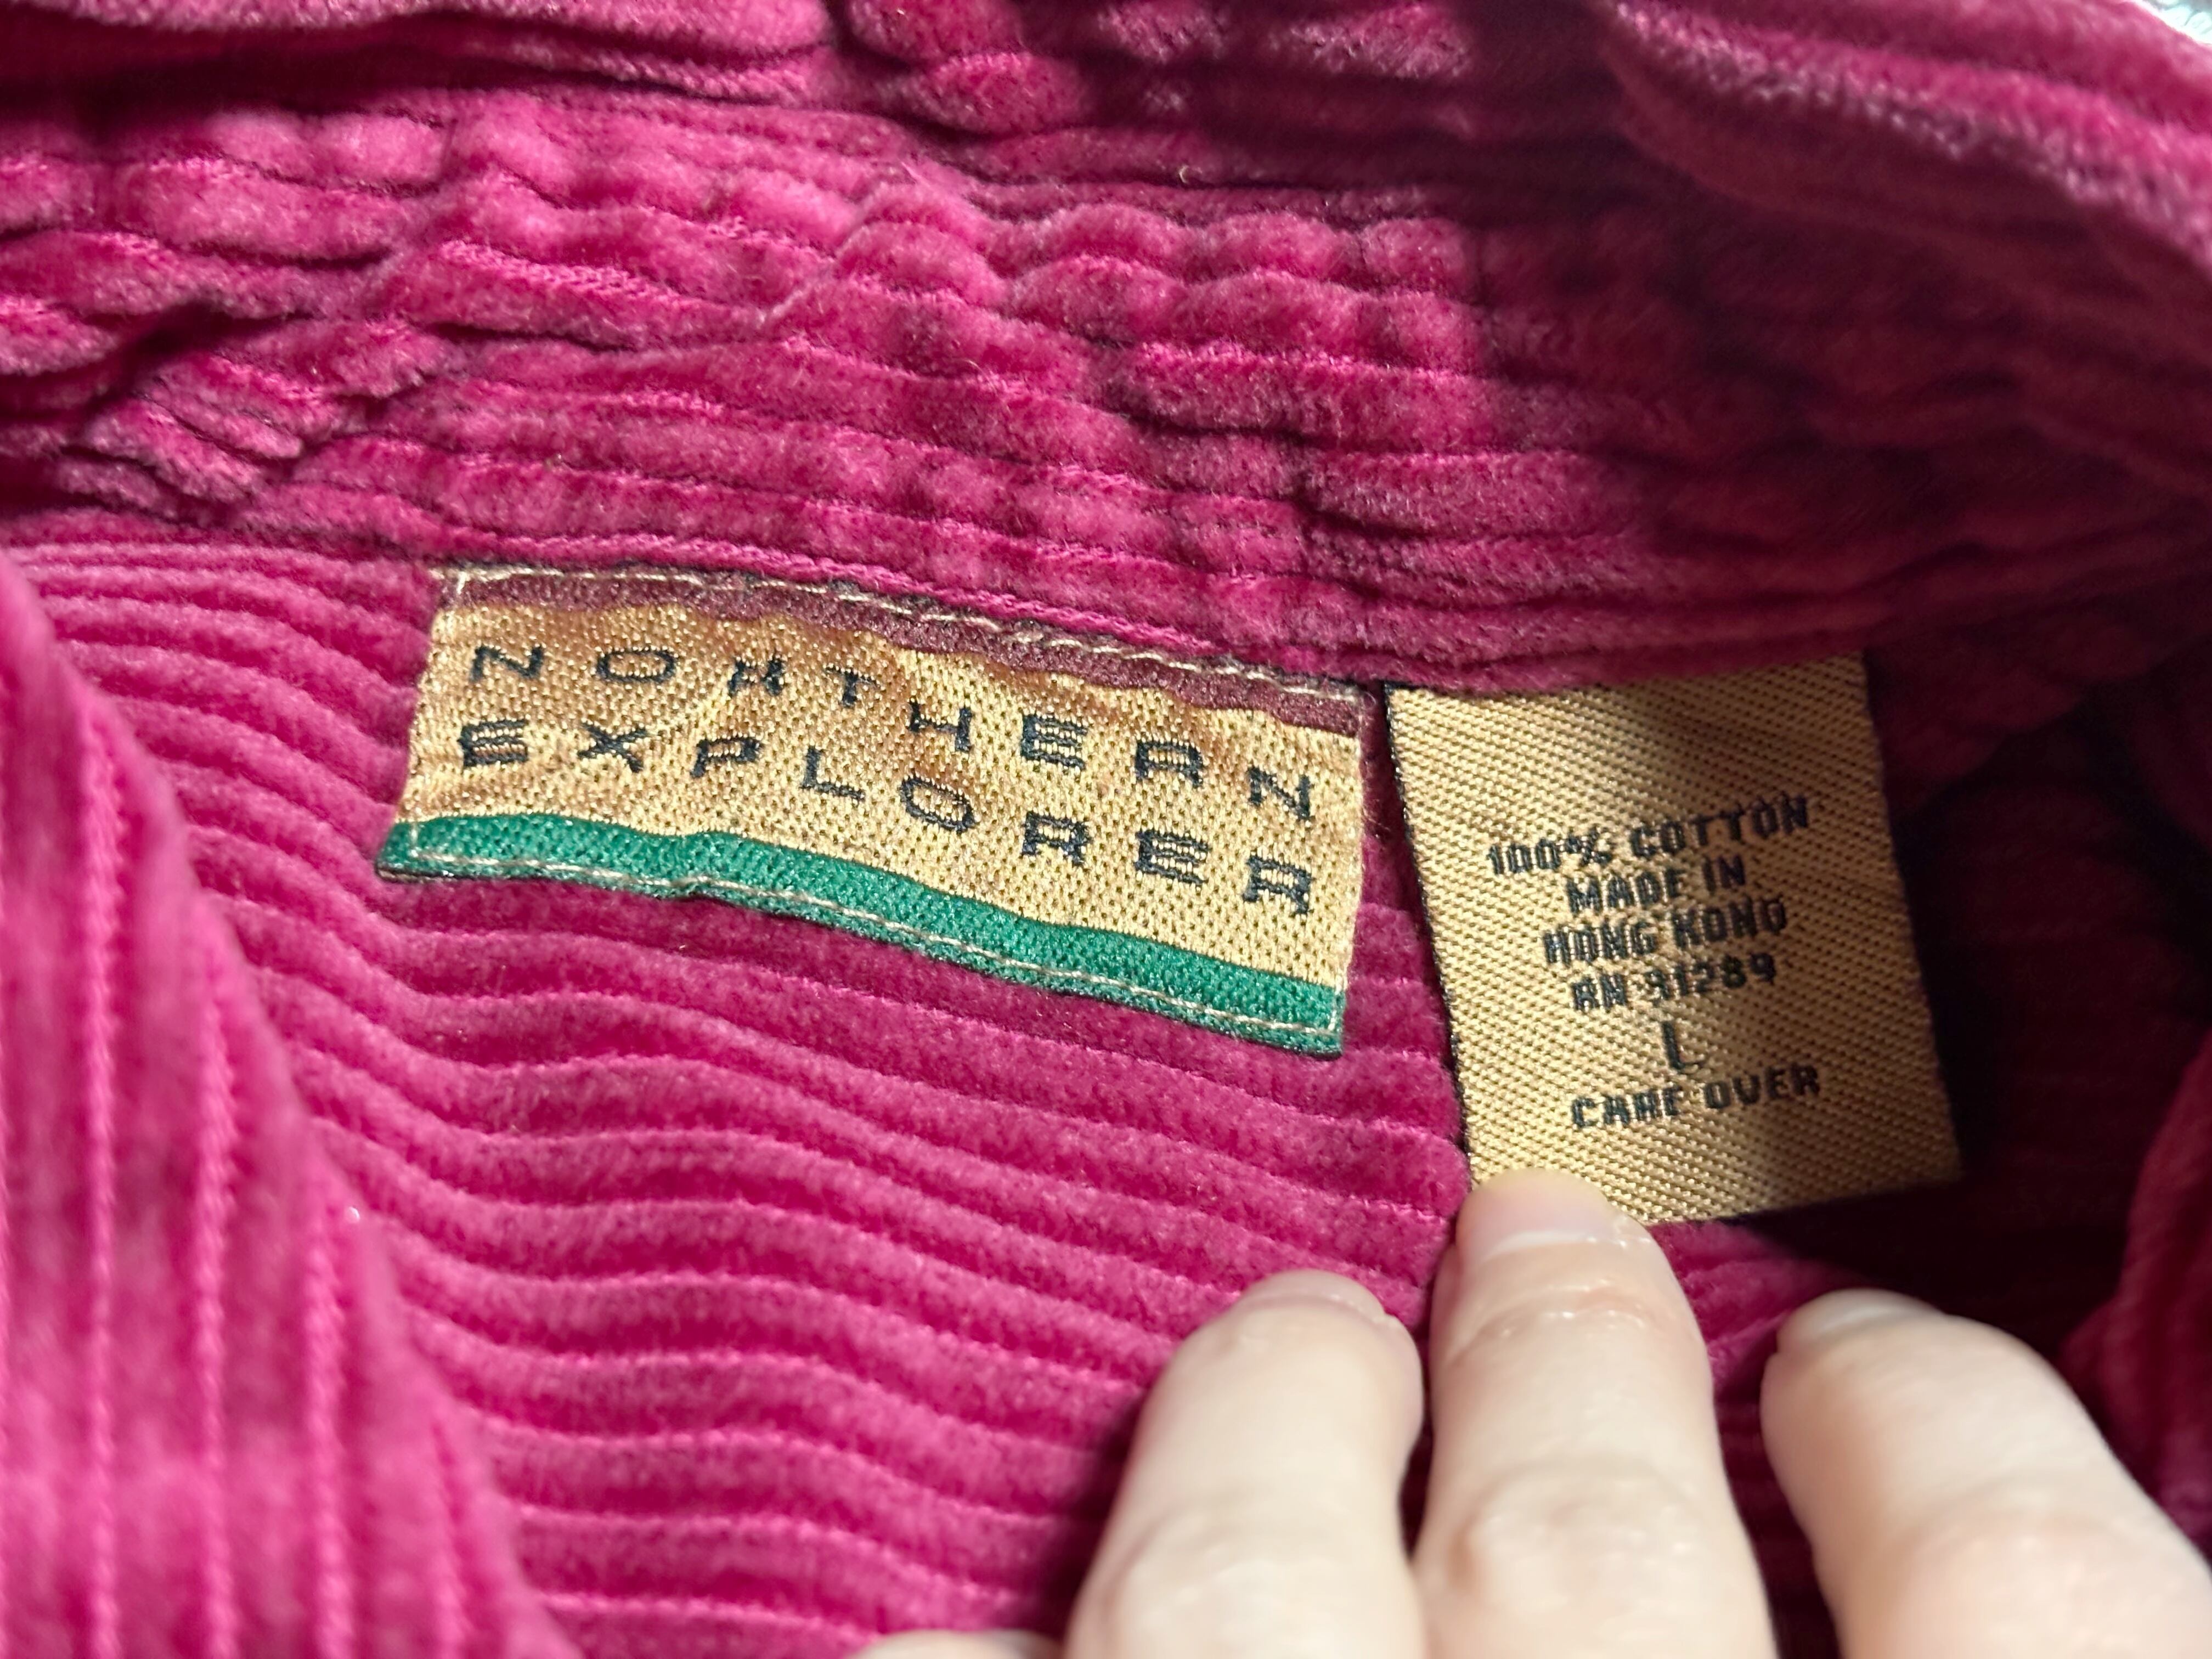 NORTHERN
EXPLORER
100% COTTON
MADE IN
HONG KONG
RN 31289
L
CARE OVER